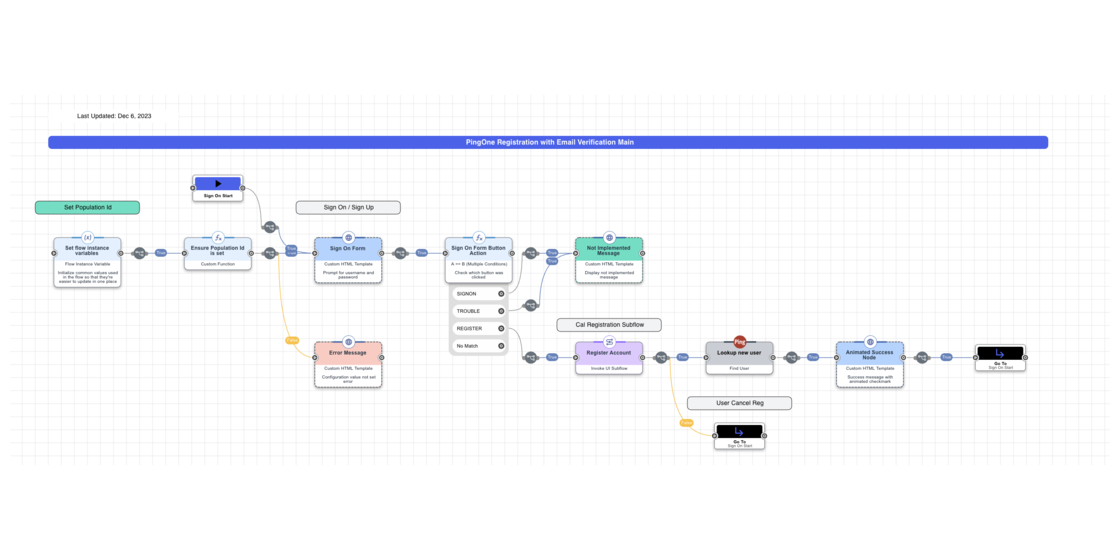 Last Updated: Dec 6, 2023
PingOne Registration with Email Verification Main
Sign On Start
Set Population Id
Sign On / Sign Up
Set flow instance
variables
Flow Instance Variable
Initialize common values used
in the flow so that they're
easier to update in one place
True
Ensure Population Id
is set
Custom Function
True
Sign On Form
Custom HTML Template
Prompt for username and
password
True
Sign On Form Button
Action
A == B (Multiple Conditions)
Check which button was
clicked
SIGNON
TROUBLE
REGISTER
No Match
True
True
Not Implemented
Message
Custom HTML Template
Display not implemented
message
False
Error Message
Custom HTML Template
Configuration value not set
error
Cal Registration Subflow
True
Register Account
Invoke UI Subflow
True
Ping
Lookup new user
Find User
True
Animated Success
Node
Custom HTML Template
Success message with
animated checkmark
True
Go To
Sign On Start
User Cancel Reg
False
Go To
Sign On Start